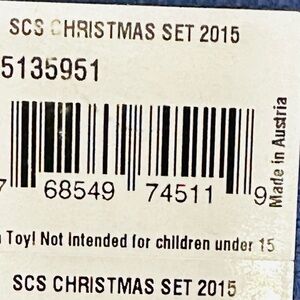 SCS CHRISTMAS SET 2015
5135951
68549 74511 9
Made in Austria
Toy! Not Intended for children under 15
SCS CHRISTMAS SET 2015